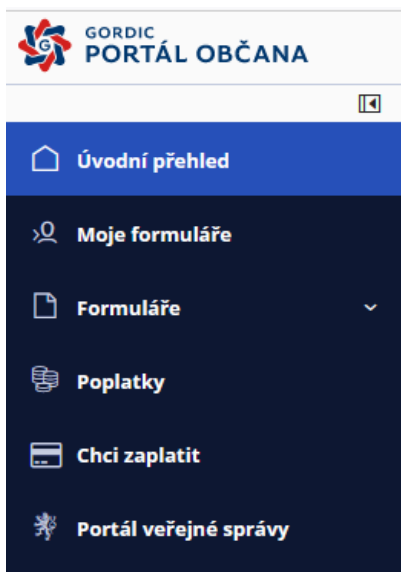 GORDIC
PORTÁL OBČANA
Úvodní přehled
Moje formuláře
Formuláře
Poplatky
Chci zaplatit
Portál veřejné správy